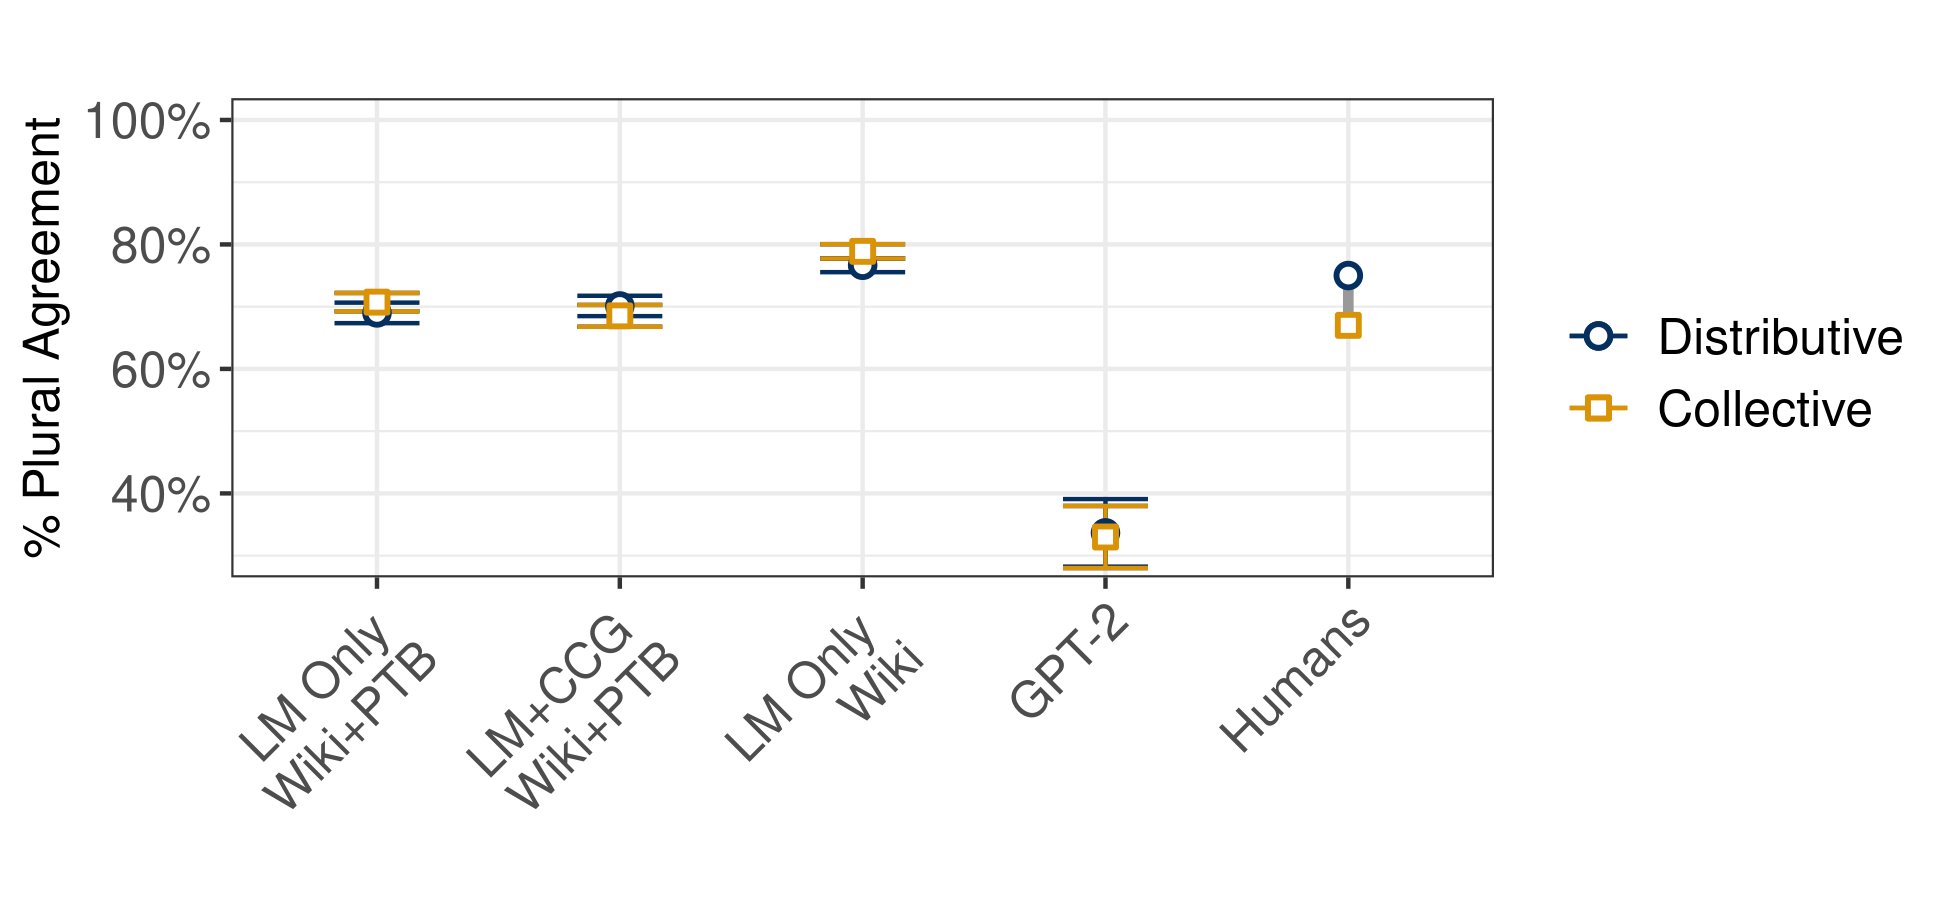 % Plural Agreement
100%
80%
60%
40%
LM Only
Wiki+PTB
LM+CCG
Wiki+PTB
LM Only
Wiki
GPT-2
Humans
Distributive
Collective